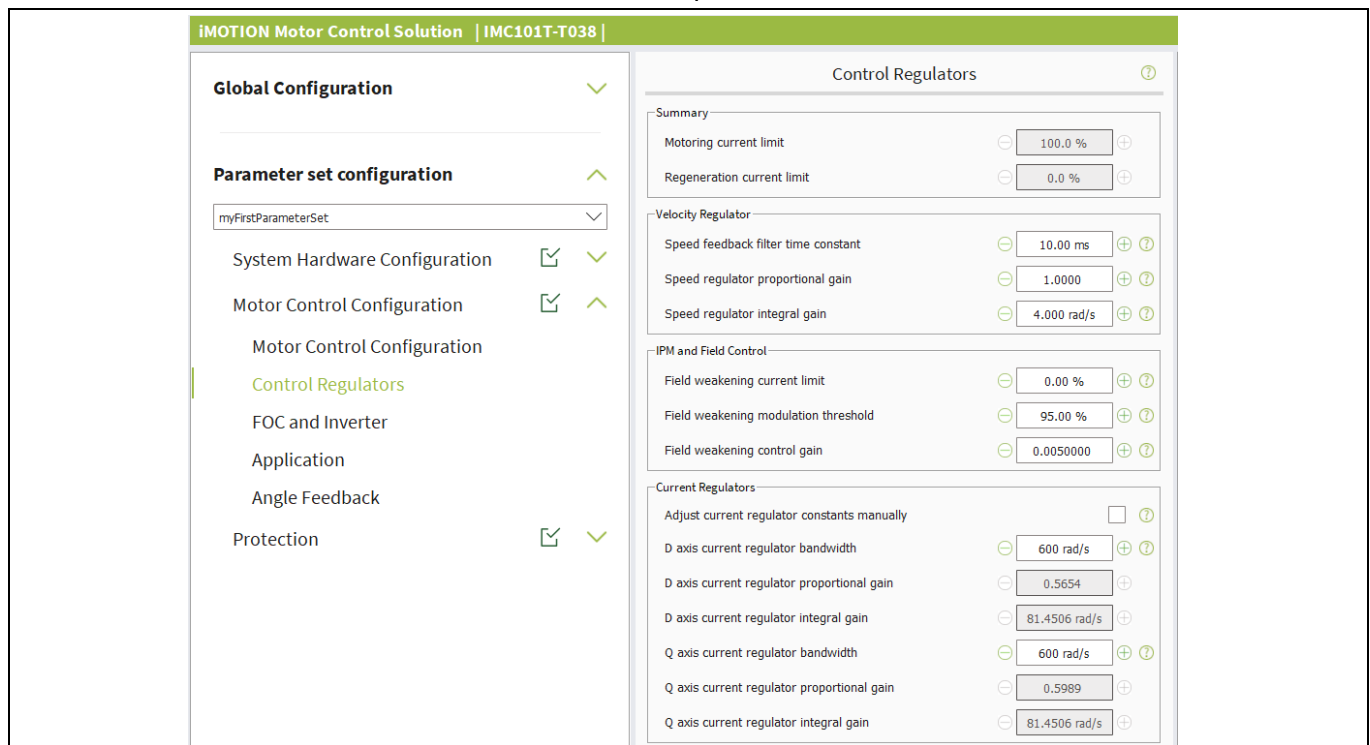 iMOTION Motor Control Solution | IMC101T-T038 |
Global Configuration
Parameter set configuration
myFirstParameterSet
System Hardware Configuration
Motor Control Configuration
Motor Control Configuration
Control Regulators
FOC and Inverter
Application
Angle Feedback
Protection
Control Regulators ?
Summary
Motoring current limit 100.0 %
Regeneration current limit 0.0 %
Velocity Regulator
Speed feedback filter time constant 10.00 ms ?
Speed regulator proportional gain 1.0000 ?
Speed regulator integral gain 4.000 rad/s ?
IPM and Field Control
Field weakening current limit 0.00 % ?
Field weakening modulation threshold 95.00 % ?
Field weakening control gain 0.0050000 ?
Current Regulators
Adjust current regulator constants manually ?
D axis current regulator bandwidth 600 rad/s ?
D axis current regulator proportional gain 0.5654
D axis current regulator integral gain 81.4506 rad/s
Q axis current regulator bandwidth 600 rad/s ?
Q axis current regulator proportional gain 0.5989
Q axis current regulator integral gain 81.4506 rad/s